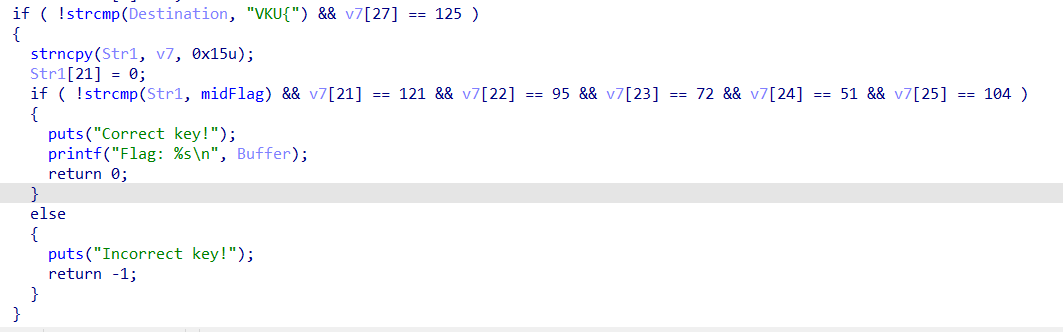 if ( !strcmp(Destination, "VKU{") && v7[27] == 125 )
{
strncpy(Str1, v7, 0x15u);
Str1[21] = 0;
if ( !strcmp(Str1, midFlag) && v7[21] == 121 && v7[22] == 95 && v7[23] == 72 && v7[24] == 51 && v7[25] == 104 )
{
puts("Correct key!");
printf("Flag: %s\n", Buffer);
return 0;
}
else
{
puts("Incorrect key!");
return -1;
}
}